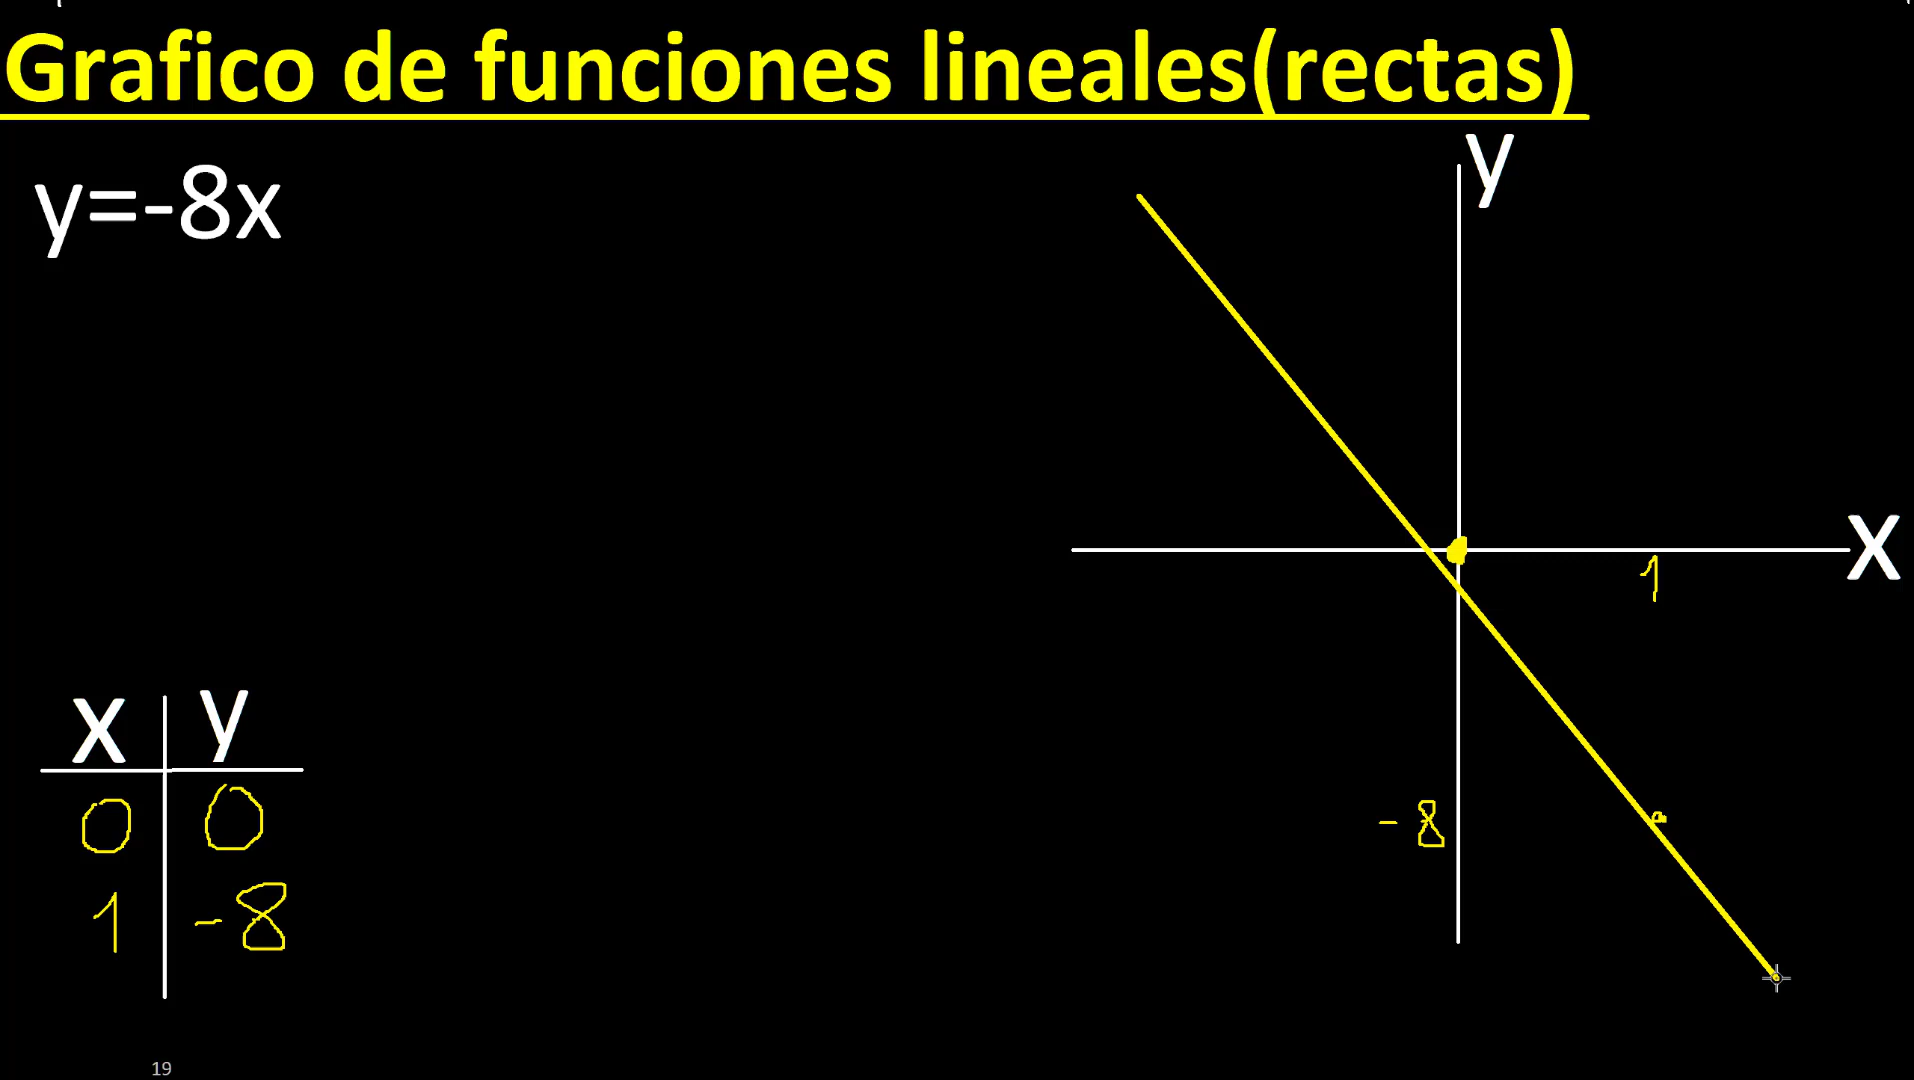 Grafico de funciones lineales(rectas)
y=-8x
y
x
1
-8
x y
0 0
1 -8
19